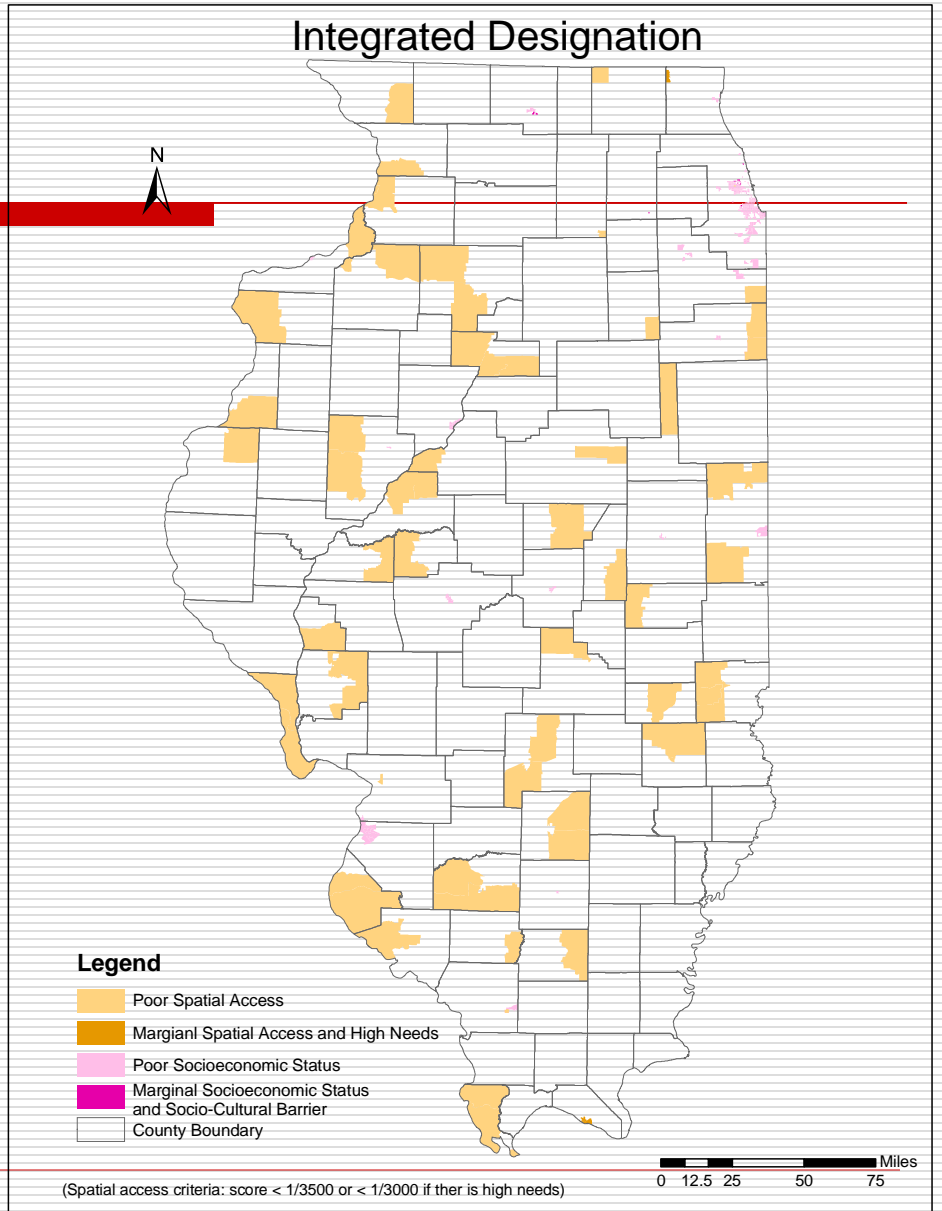 Integrated Designation
N
Legend
Poor Spatial Access
Margianl Spatial Access and High Needs
Poor Socioeconomic Status
Marginal Socioeconomic Status
and Socio-Cultural Barrier
County Boundary
Miles
0 12.5 25 50 75
(Spatial access criteria: score < 1/3500 or < 1/3000 if ther is high needs)